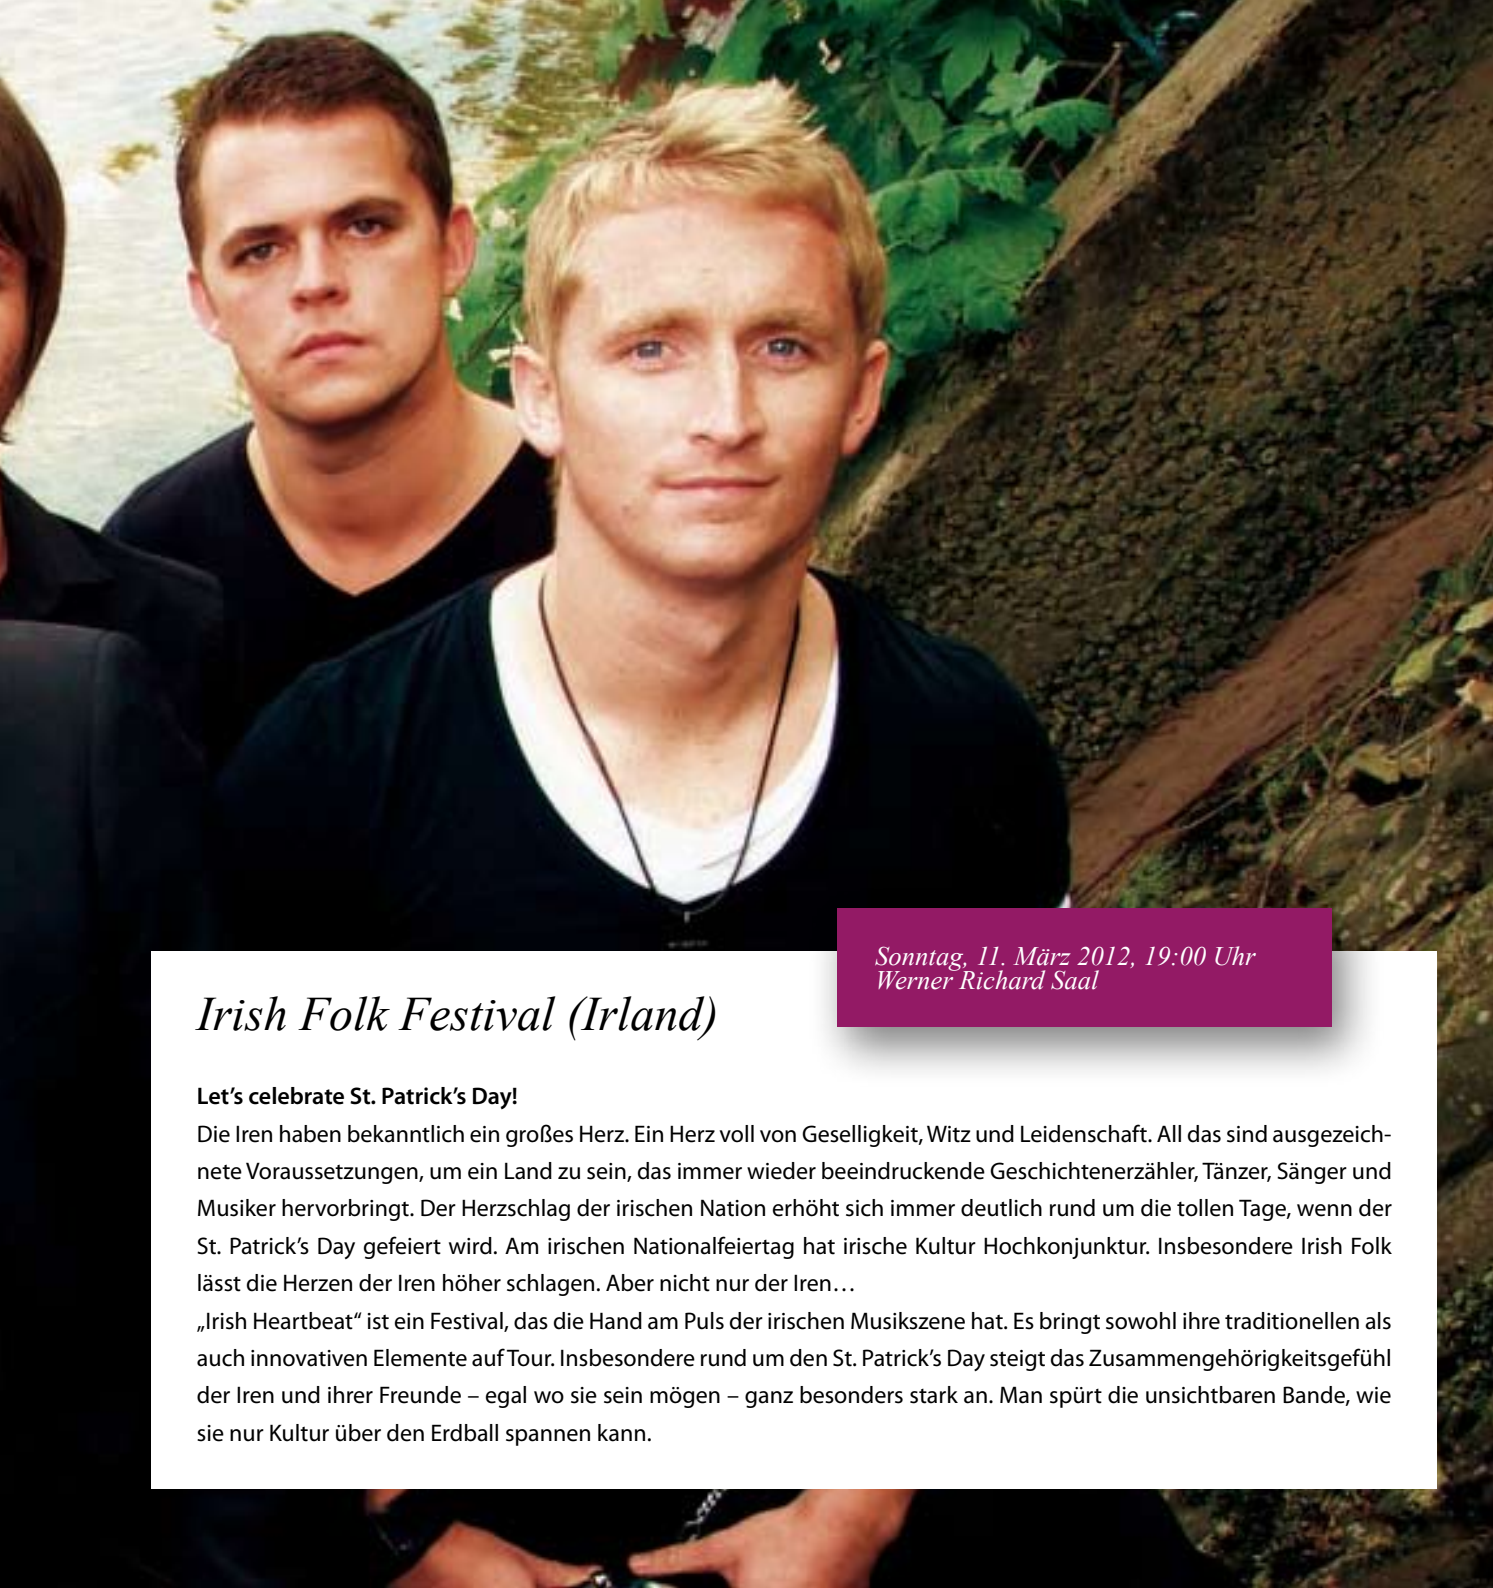 Sonntag, 11. März 2012, 19:00 Uhr
Werner Richard Saal
Irish Folk Festival (Irland)
Let’s celebrate St. Patrick’s Day!
Die Iren haben bekanntlich ein großes Herz. Ein Herz voll von Geselligkeit, Witz und Leidenschaft. All das sind ausgezeich-
nete Voraussetzungen, um ein Land zu sein, das immer wieder beeindruckende Geschichtenerzähler, Tänzer, Sänger und
Musiker hervorbringt. Der Herzschlag der irischen Nation erhöht sich immer deutlich rund um die tollen Tage, wenn der
St. Patrick’s Day gefeiert wird. Am irischen Nationalfeiertag hat irische Kultur Hochkonjunktur. Insbesondere Irish Folk
lässt die Herzen der Iren höher schlagen. Aber nicht nur der Iren…
„Irish Heartbeat“ ist ein Festival, das die Hand am Puls der irischen Musikszene hat. Es bringt sowohl ihre traditionellen als
auch innovativen Elemente auf Tour. Insbesondere rund um den St. Patrick’s Day steigt das Zusammengehörigkeitsgefühl
der Iren und ihrer Freunde – egal wo sie sein mögen – ganz besonders stark an. Man spürt die unsichtbaren Bande, wie
sie nur Kultur über den Erdball spannen kann.